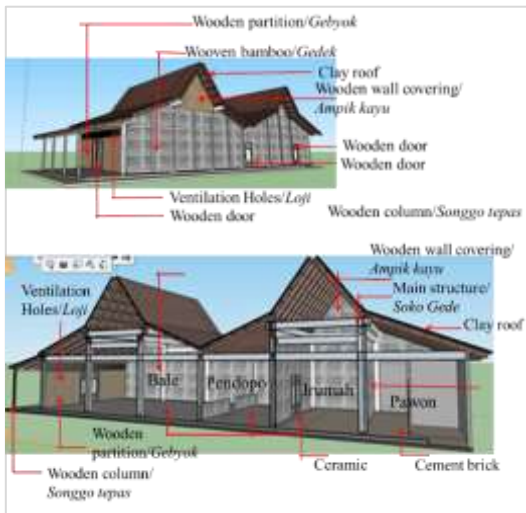 Wooden partition/Gebyok
Wooven bamboo/Gedek
Clay roof
Wooden wall covering/
Ampik kayu
Wooden door
Wooden door
Ventilation Holes/Loji
Wooden door
Wooden column/Songgo tepas
Wooden wall covering/
Ampik kayu
Main structure/
Soko Gede
Ventilation
Holes/Loji
Clay roof
Bale
Pendopo
Irumah
Pawon
Wooden
partition/Gebyok
Wooden column/
Songgo tepas
Ceramic
Cement brick